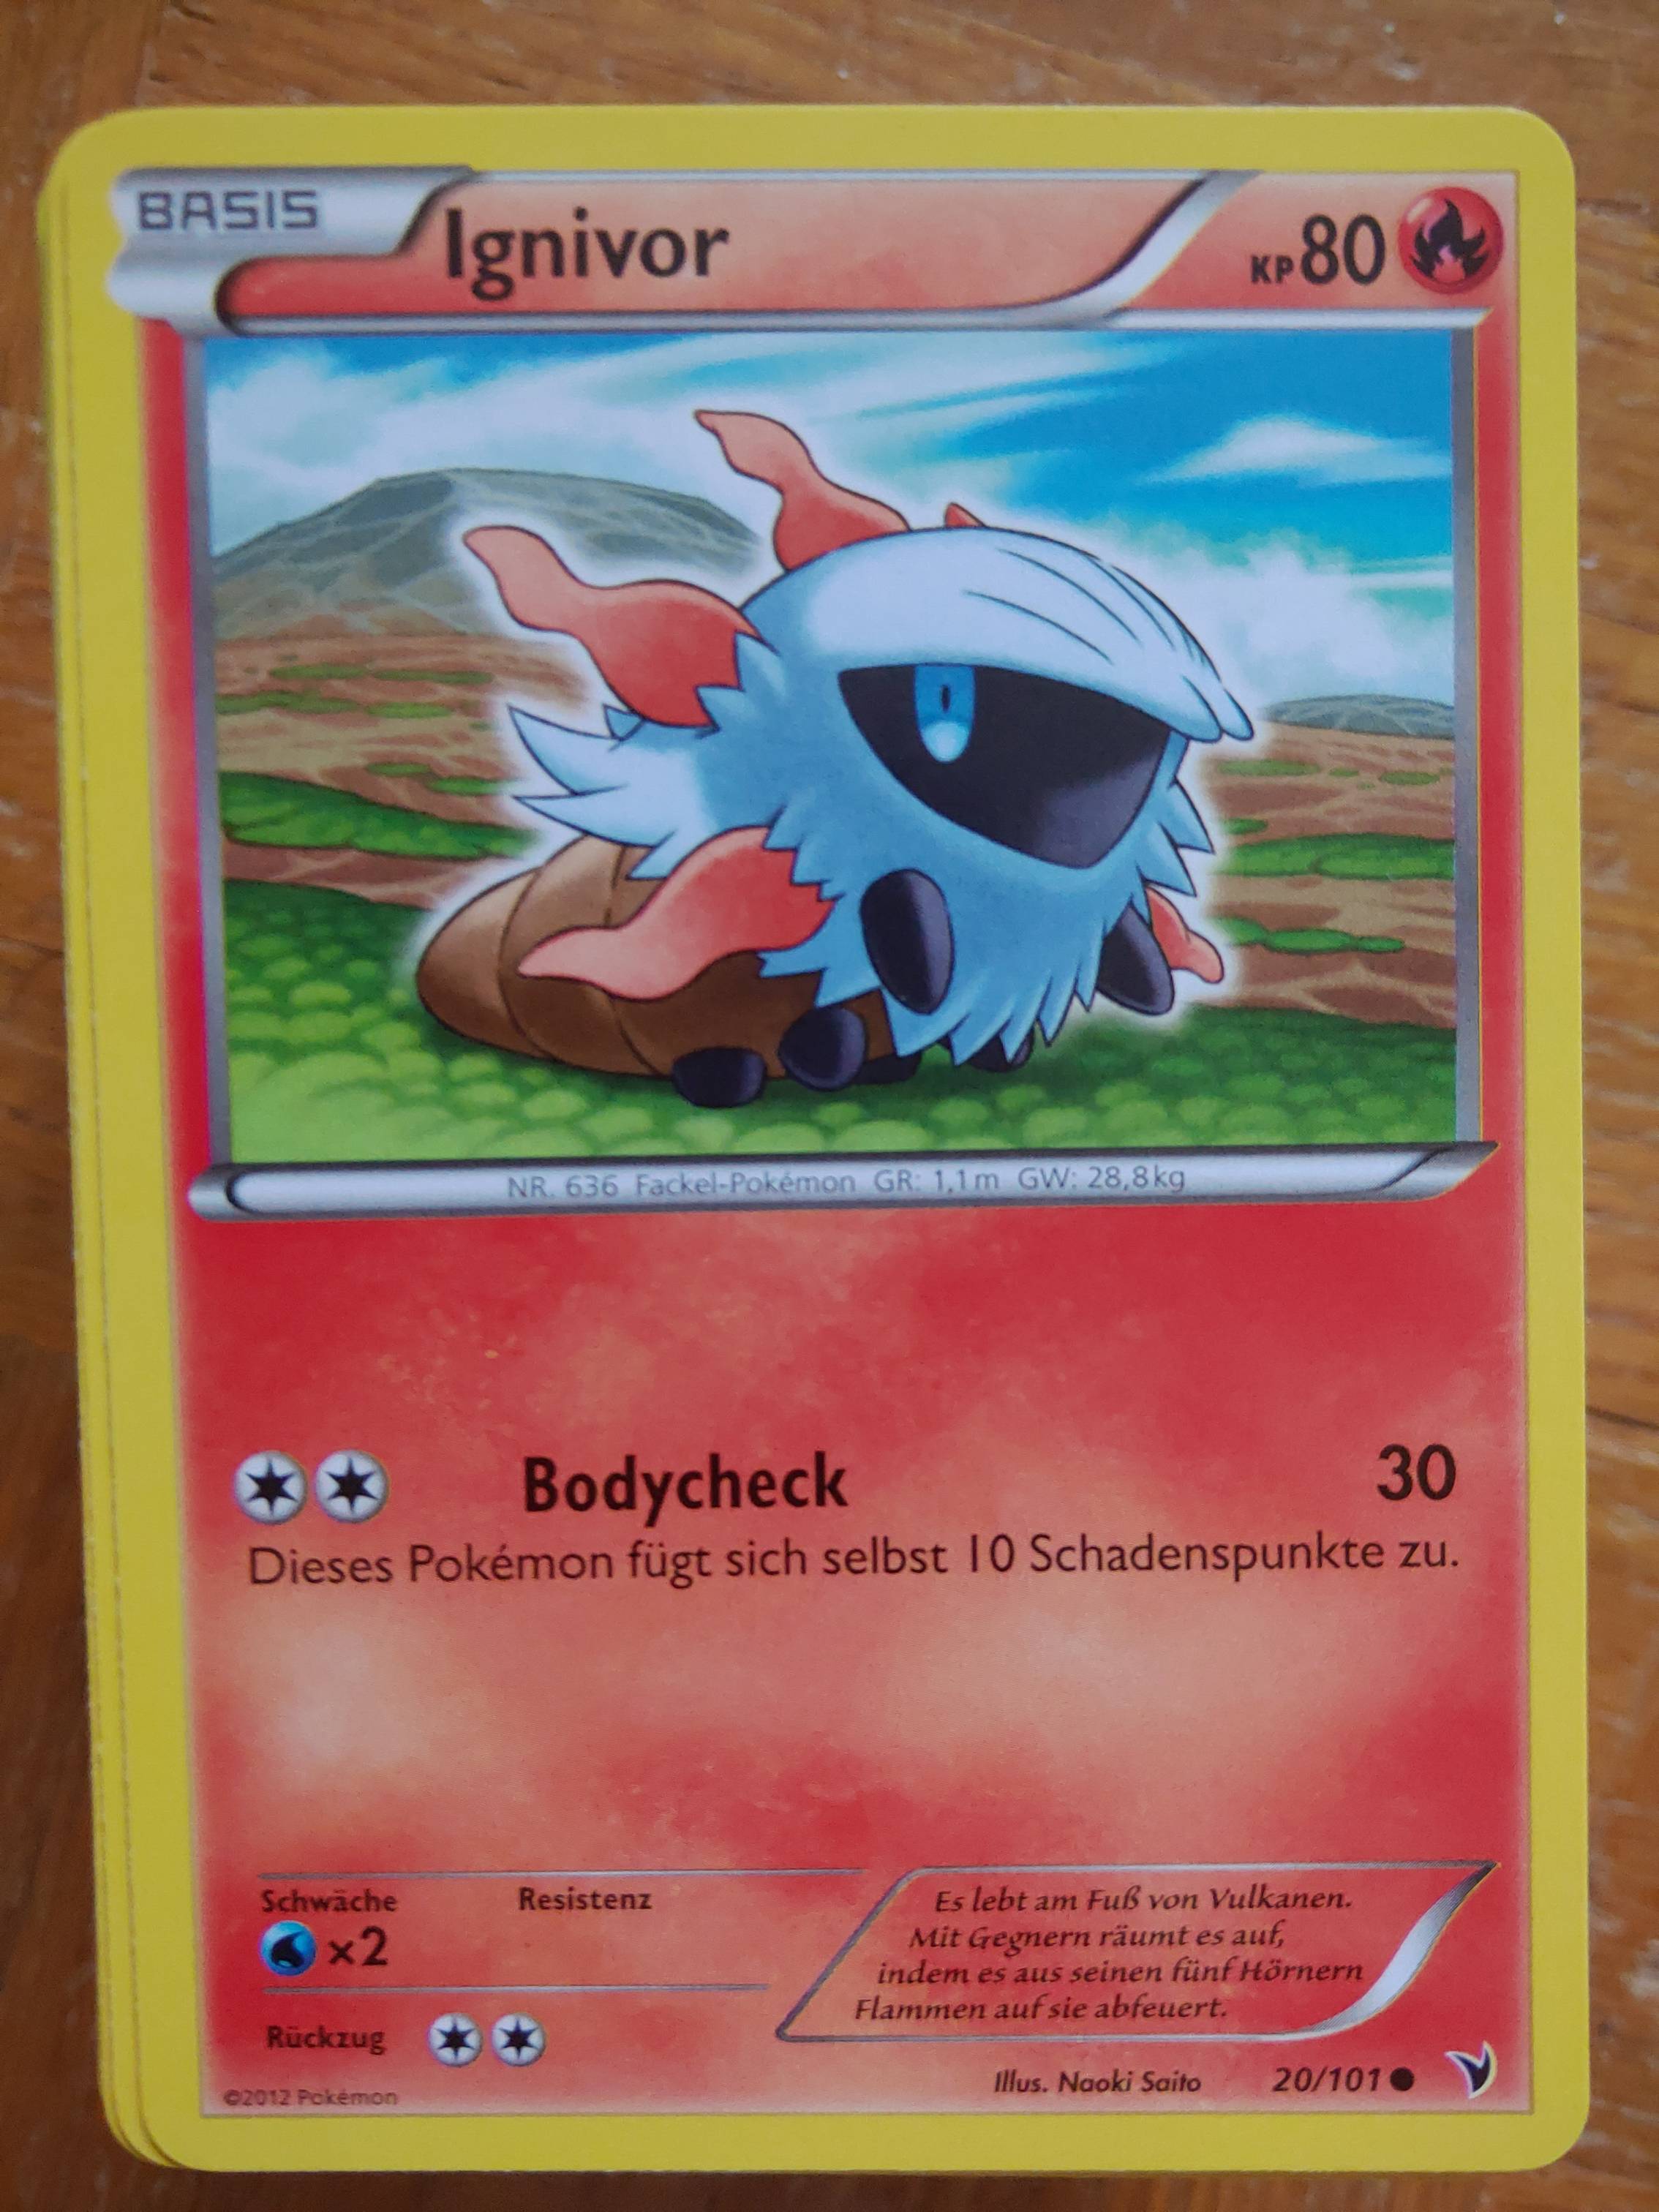 BASIS
Ignivor
KP 80
NR. 636 Fackel-Pokémon GR: 1,1m GW: 28,8kg
Bodycheck 30
Dieses Pokémon fügt sich selbst 10 Schadenspunkte zu.
Schwäche Resistenz
×2
Rückzug
Es lebt am Fuß von Vulkanen.
Mit Gegnern räumt es auf,
indem es aus seinen fünf Hörnern
Flammen auf sie abfeuert.
Illus. Naoki Saito 20/101
©2012 Pokémon